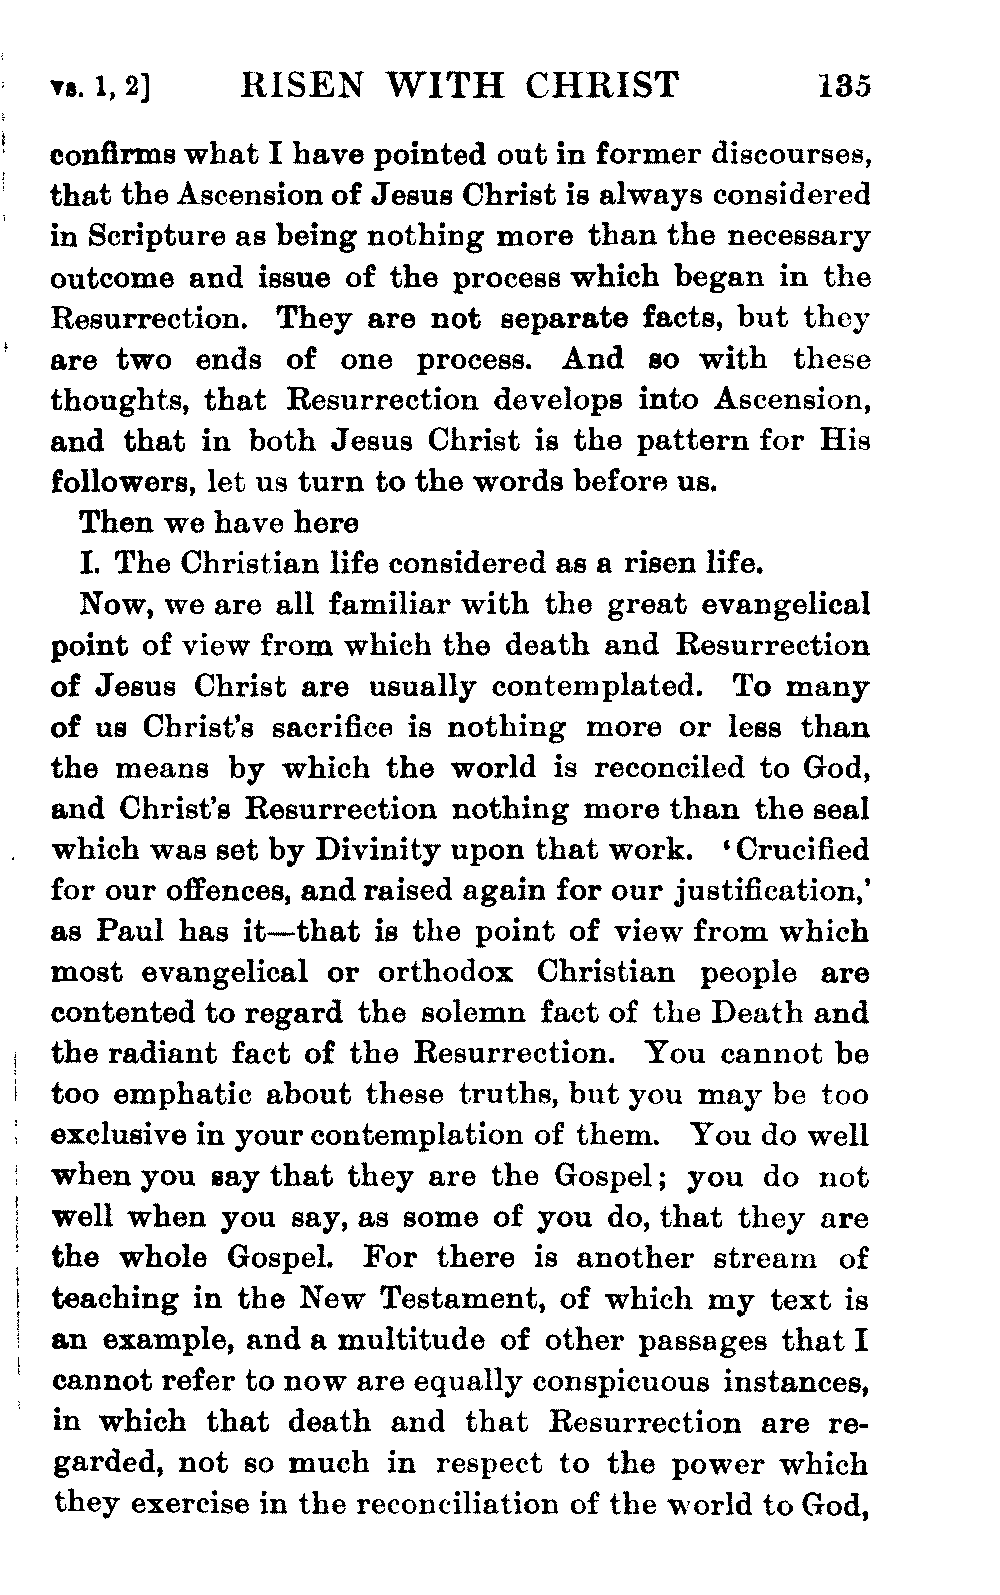 vs. 1, 2] RISEN WITH CHRIST 135
confirms what I have pointed out in former discourses,
that the Ascension of Jesus Christ is always considered
in Scripture as being nothing more than the necessary
outcome and issue of the process which began in the
Resurrection. They are not separate facts, but they
are two ends of one process. And so with these
thoughts, that Resurrection develops into Ascension,
and that in both Jesus Christ is the pattern for His
followers, let us turn to the words before us.
Then we have here
I. The Christian life considered as a risen life.
Now, we are all familiar with the great evangelical
point of view from which the death and Resurrection
of Jesus Christ are usually contemplated. To many
of us Christ's sacrifice is nothing more or less than
the means by which the world is reconciled to God,
and Christ's Resurrection nothing more than the seal
which was set by Divinity upon that work. ‘Crucified
for our offences, and raised again for our justification,’
as Paul has it—that is the point of view from which
most evangelical or orthodox Christian people are
contented to regard the solemn fact of the Death and
the radiant fact of the Resurrection. You cannot be
too emphatic about these truths, but you may be too
exclusive in your contemplation of them. You do well
when you say that they are the Gospel; you do not
well when you say, as some of you do, that they are
the whole Gospel. For there is another stream of
teaching in the New Testament, of which my text is
an example, and a multitude of other passages that I
cannot refer to now are equally conspicuous instances,
in which that death and that Resurrection are re-
garded, not so much in respect to the power which
they exercise in the reconciliation of the world to God,